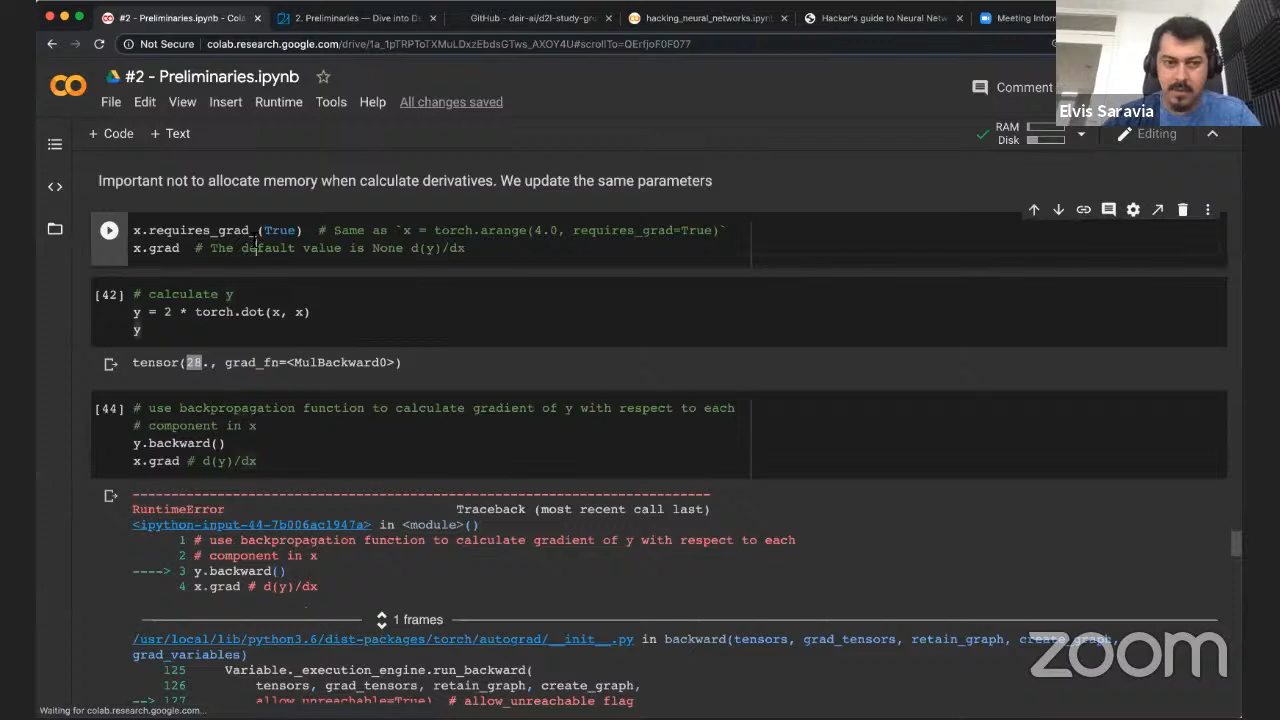 #2 - Preliminaries.ipynb - Cola
2. Preliminaries — Dive into D
GitHub - dair-ai/d2l-study-gro
hacking_neural_networks.ipynb
Hacker's guide to Neural Netw
Meeting Inform
Not Secure | colab.research.google.com/drive/1a_1pTRPToTXMuLDxzEbdsGTws_AXOY4U#scrollTo=QErfjoF0F077
#2 - Preliminaries.ipynb
File Edit View Insert Runtime Tools Help All changes saved
Comment
Elvis Saravia
+ Code + Text
RAM
Disk
Editing
Important not to allocate memory when calculate derivatives. We update the same parameters
x.requires_grad_(True)  # Same as `x = torch.arange(4.0, requires_grad=True)`
x.grad  # The default value is None d(y)/dx
[42] # calculate y
y = 2 * torch.dot(x, x)
y
tensor(28., grad_fn=<MulBackward0>)
[44] # use backpropagation function to calculate gradient of y with respect to each
# component in x
y.backward()
x.grad # d(y)/dx
---------------------------------------------------------------------------
RuntimeError                              Traceback (most recent call last)
<ipython-input-44-7b006ac1947a> in <module>()
1 # use backpropagation function to calculate gradient of y with respect to each
2 # component in x
----> 3 y.backward()
4 x.grad # d(y)/dx
1 frames
/usr/local/lib/python3.6/dist-packages/torch/autograd/__init__.py in backward(tensors, grad_tensors, retain_graph, create_graph,
grad_variables)
125     Variable._execution_engine.run_backward(
126         tensors, grad_tensors, retain_graph, create_graph,
--> 127         allow_unreachable=True)  # allow_unreachable flag
zoom
Waiting for colab.research.google.com...